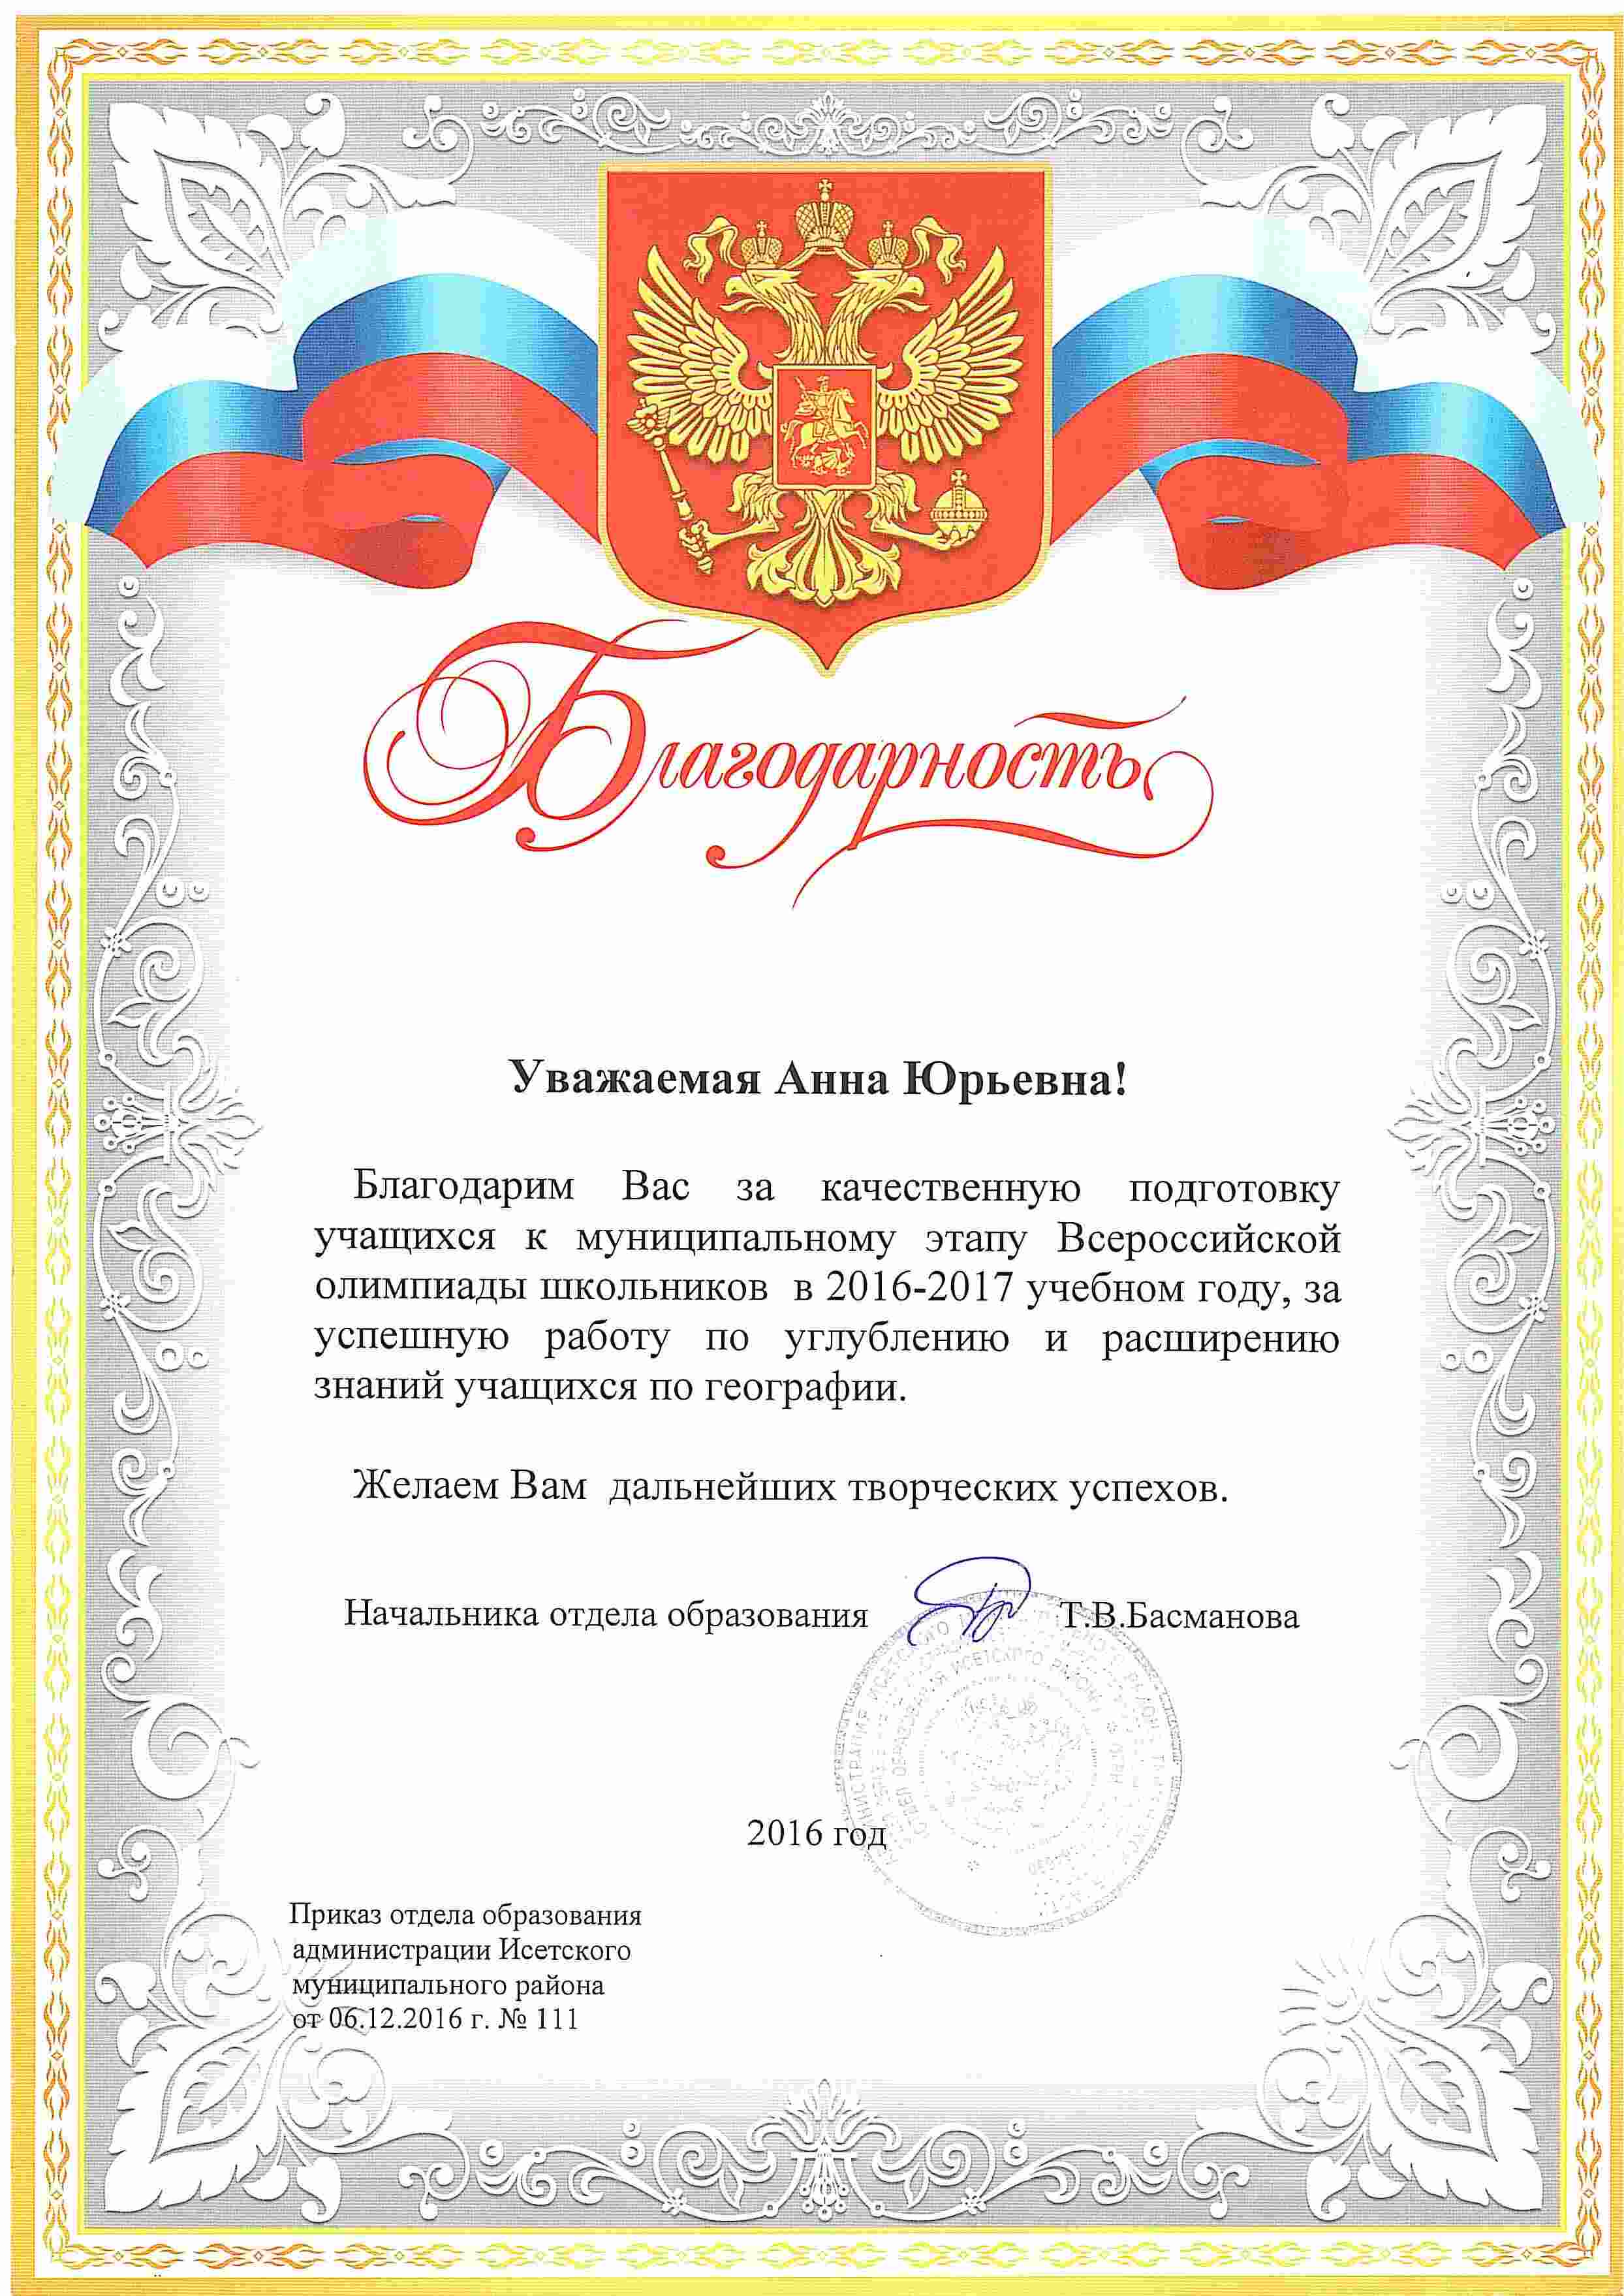 Благодарность
Уважаемая Анна Юрьевна!
Благодарим Вас за качественную подготовку
учащихся к муниципальному этапу Всероссийской
олимпиады школьников в 2016-2017 учебном году, за
успешную работу по углублению и расширению
знаний учащихся по географии.
Желаем Вам дальнейших творческих успехов.
Начальника отдела образования Т.В.Басманова
ИСЕТСКОГО РАЙОНА
2016 год
Приказ отдела образования
администрации Исетского
муниципального района
от 06.12.2016 г. № 111